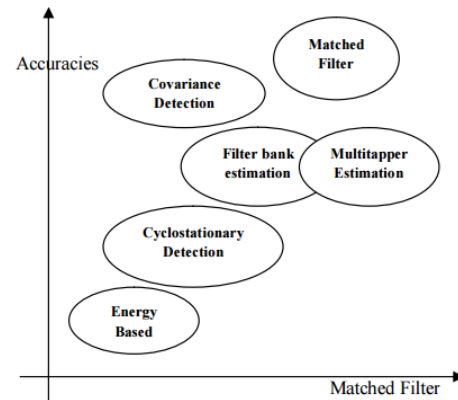 Accuracies
Matched
Filter
Covariance
Detection
Filter bank
estimation
Multitapper
Estimation
Cyclostationary
Detection
Energy
Based
Matched Filter